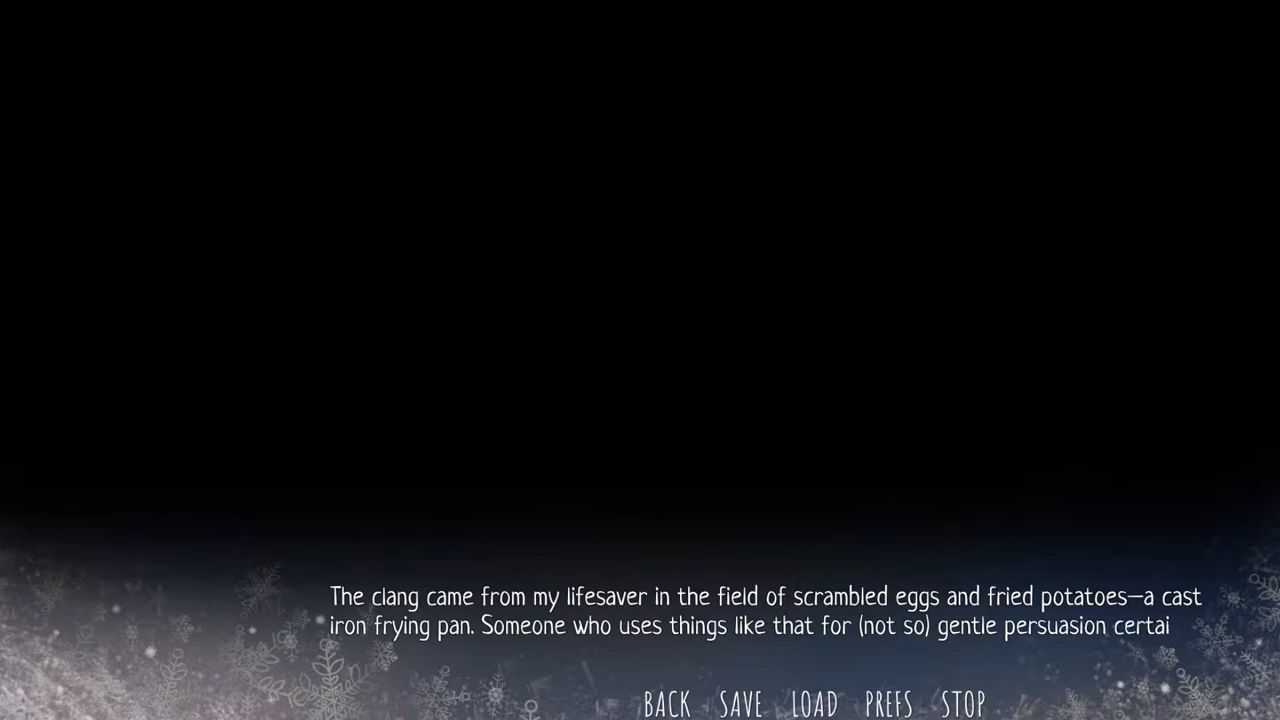 The clang came from my lifesaver in the field of scrambled eggs and fried potatoes—a cast
iron frying pan. Someone who uses things like that for (not so) gentle persuasion certai
BACK SAVE LOAD PREFS STOP